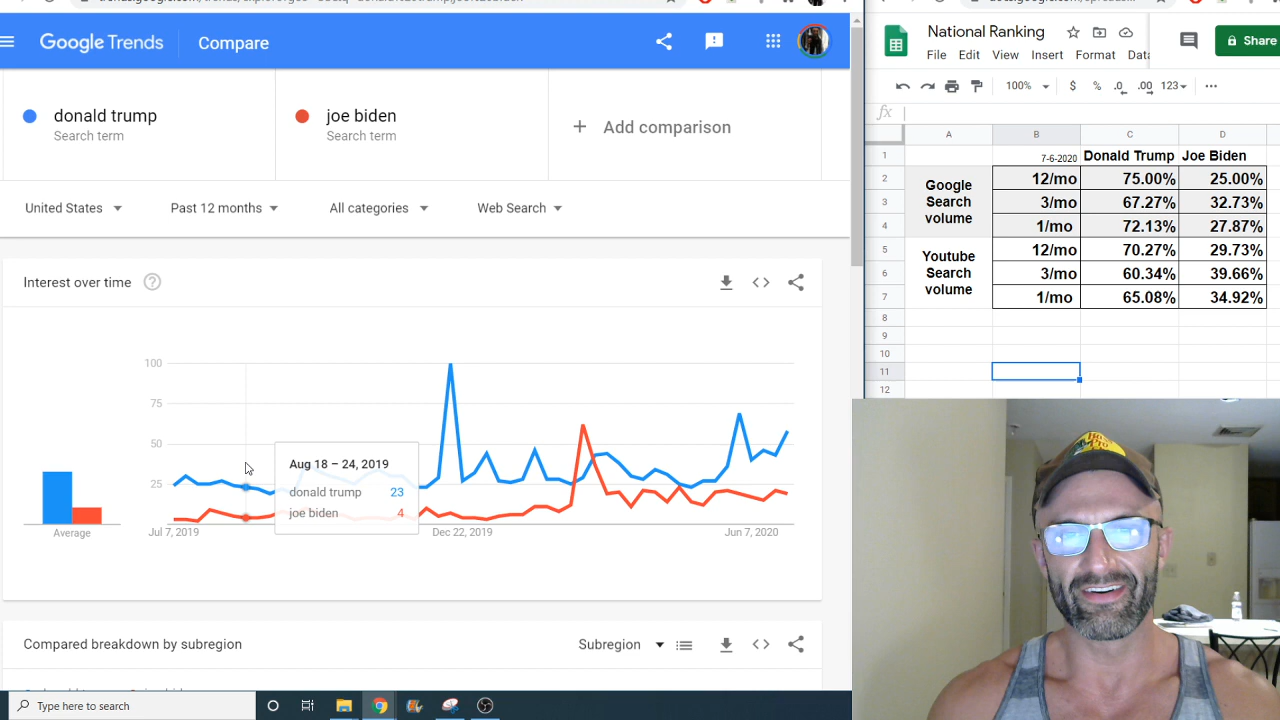 Google Trends Compare
donald trump
Search term
joe biden
Search term
+ Add comparison
United States
Past 12 months
All categories
Web Search
Interest over time ?
100
75
50
25
Average
Jul 7, 2019
Dec 22, 2019
Jun 7, 2020
Aug 18 – 24, 2019
donald trump 23
joe biden 4
Compared breakdown by subregion
Subregion
Type here to search
National Ranking
Share
File Edit View Insert Format Data
100% $ % .0 .00 123
fx
A B C D
1 7-6-2020 Donald Trump Joe Biden
Google Search volume
2 12/mo 75.00% 25.00%
3 3/mo 67.27% 32.73%
4 1/mo 72.13% 27.87%
Youtube Search volume
5 12/mo 70.27% 29.73%
6 3/mo 60.34% 39.66%
7 1/mo 65.08% 34.92%
8
9
10
11
12